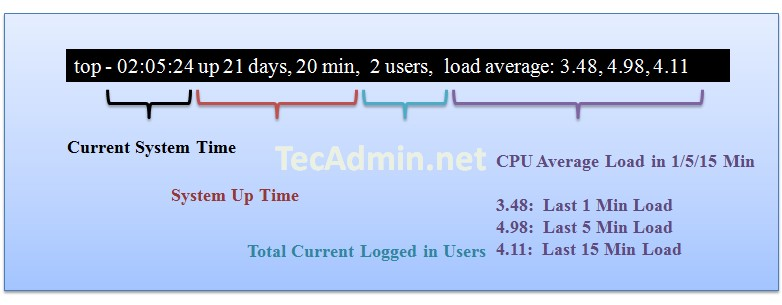 top - 02:05:24 up 21 days, 20 min,  2 users,  load average: 3.48, 4.98, 4.11
Current System Time
TecAdmin.net
CPU Average Load in 1/5/15 Min
System Up Time
3.48:  Last 1 Min Load
4.98:  Last 5 Min Load
Total Current Logged in Users
4.11:  Last 15 Min Load